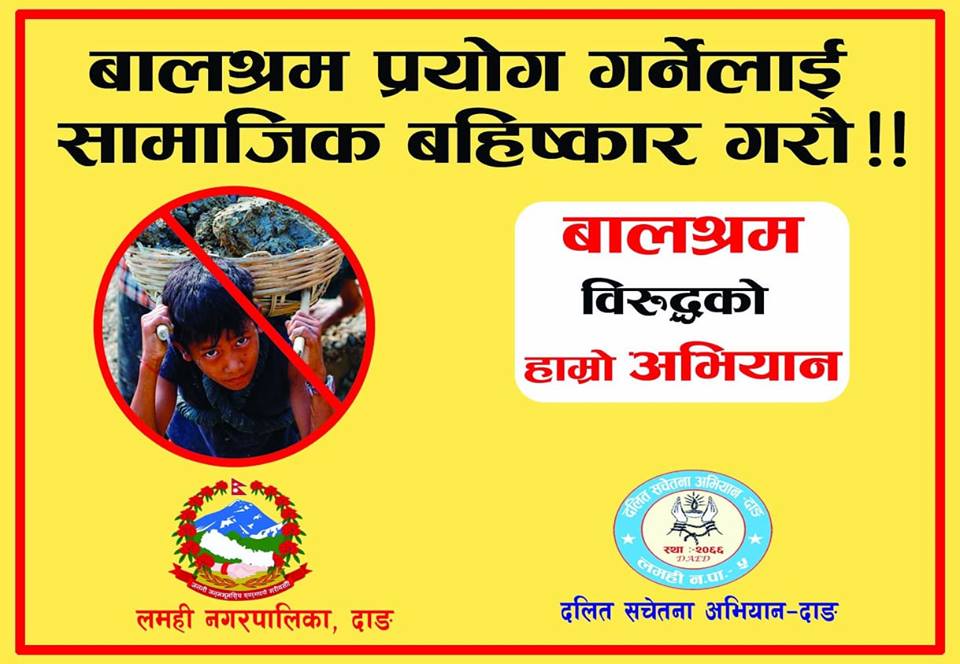 बालश्रम प्रयोग गर्नेलाई
सामाजिक बहिष्कार गरौ !!
बालश्रम
विरुद्धको
हाम्रो अभियान
जननी जन्मभूमिश्च स्वर्गादपि गरीयसी
लमही नगरपालिका, दाङ
दलित सचेतना अभियान -दाङ
स्था :-२०६६
DAED
लमही न.पा.- ५
दलित सचेतना अभियान-दाङ